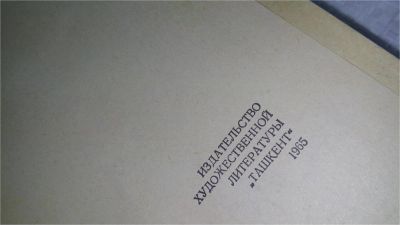 ИЗДАТЕЛЬСТВО
ХУДОЖЕСТВЕННОЙ
ЛИТЕРАТУРЫ
„ТАШКЕНТ“
1965